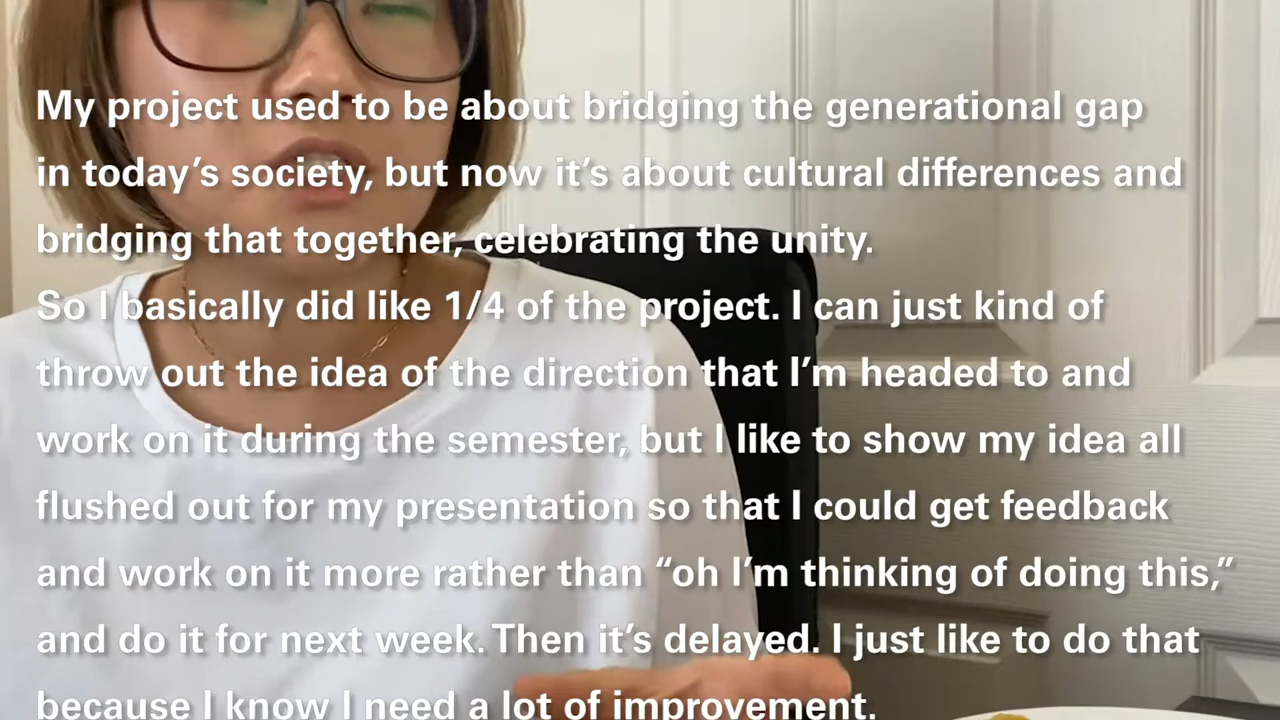 My project used to be about bridging the generational gap
in today’s society, but now it’s about cultural differences and
bridging that together, celebrating the unity.
So I basically did like 1/4 of the project. I can just kind of
throw out the idea of the direction that I’m headed to and
work on it during the semester, but I like to show my idea all
flushed out for my presentation so that I could get feedback
and work on it more rather than “oh I’m thinking of doing this,”
and do it for next week. Then it’s delayed. I just like to do that
because I know I need a lot of improvement.